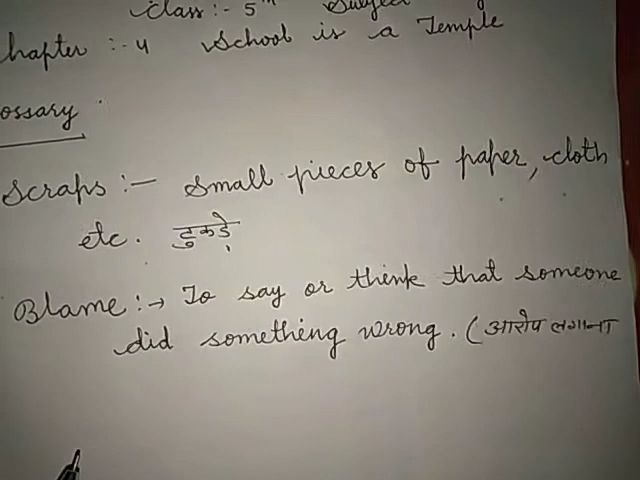 Class :- 5th
hapter :- 4 School is a Temple
ossary
Scraps :- Small pieces of paper, cloth
etc. टुकड़े
Blame :→ To say or think that someone
did something wrong. (आरोप लगाना